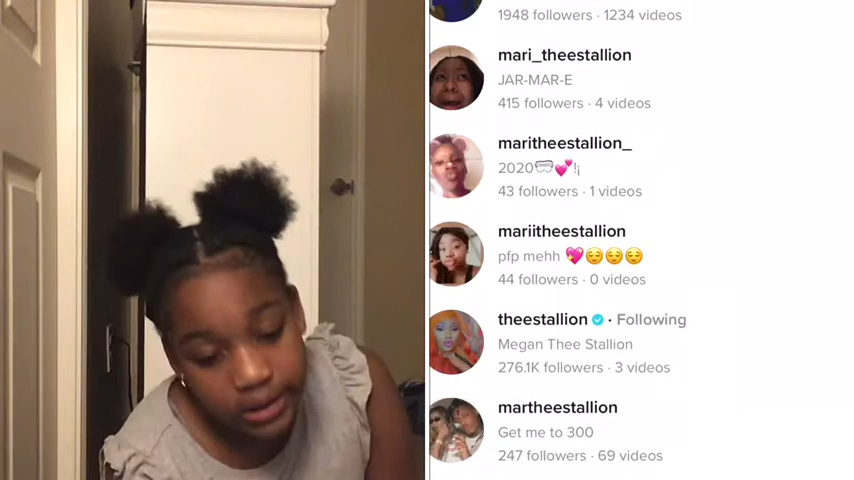 1948 followers · 1234 videos
mari_theestallion
JAR-MAR-E
415 followers · 4 videos
maritheestallion_
2020🥽💕!¡
43 followers · 1 videos
mariitheestallion
pfp mehh 💖😌😌😌
44 followers · 0 videos
theestallion · Following
Megan Thee Stallion
276.1K followers · 3 videos
martheestallion
Get me to 300
247 followers · 69 videos